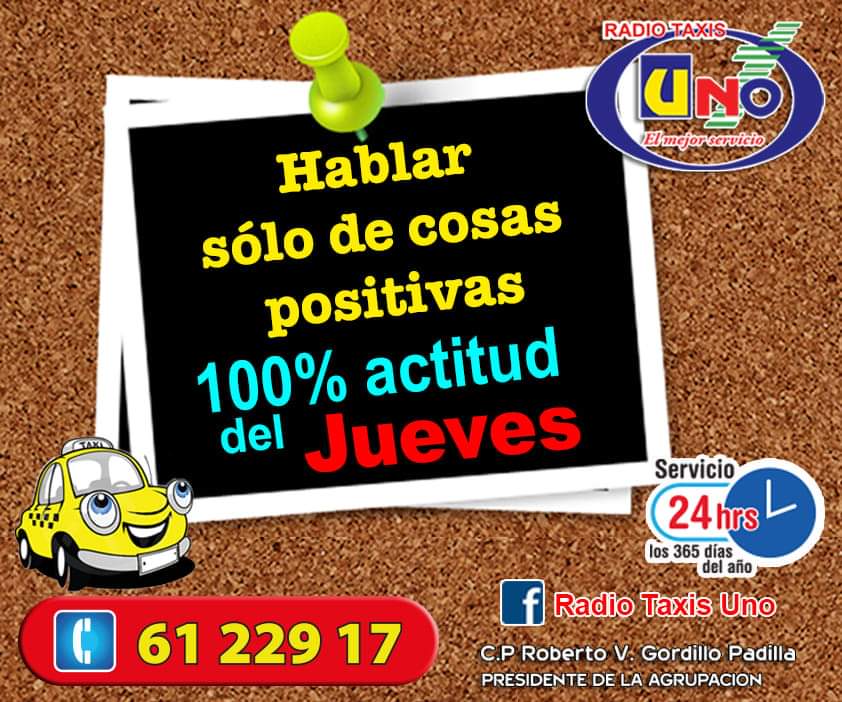 RADIO TAXIS
UNO
El mejor servicio
Hablar
sólo de cosas
positivas
100% actitud
del Jueves
TAXI
Servicio
24 hrs
los 365 días
del año
f Radio Taxis Uno
61 229 17
C.P Roberto V. Gordillo Padilla
PRESIDENTE DE LA AGRUPACION